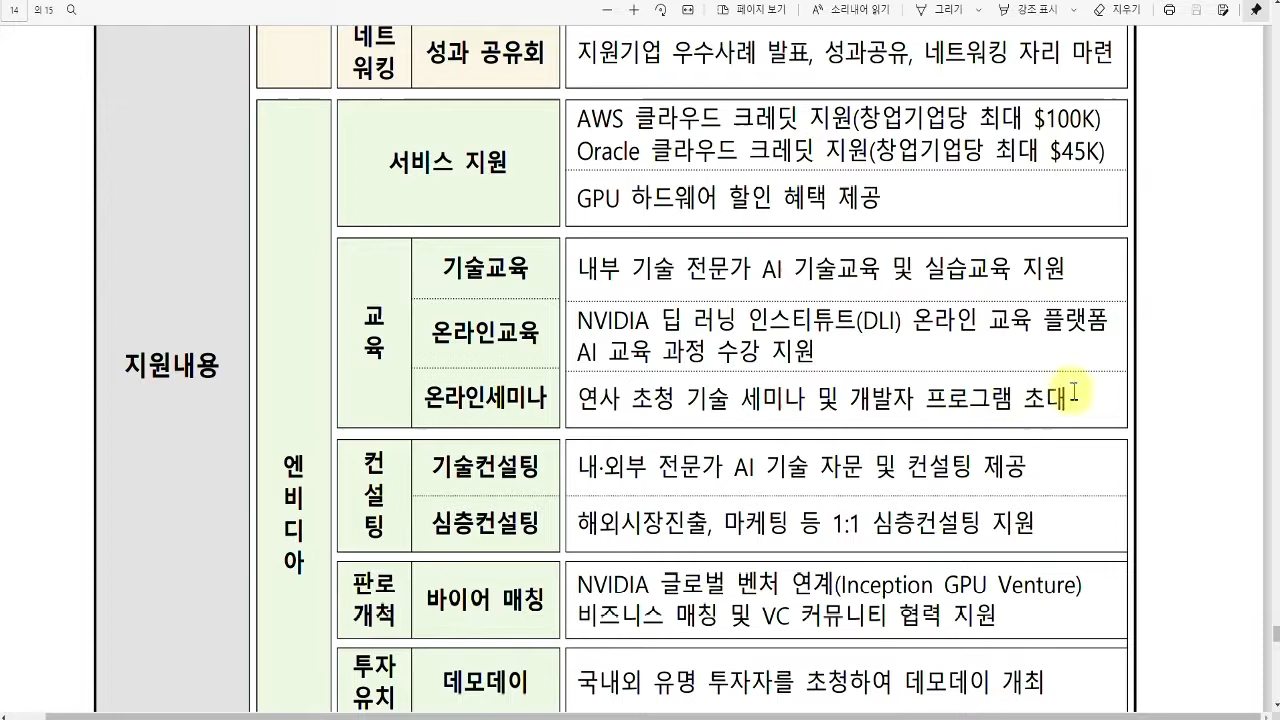 14
의 15
페이지 보기
소리내어 읽기
그리기
강조 표시
지우기
네트
워킹
성과 공유회
지원기업 우수사례 발표, 성과공유, 네트워킹 자리 마련
지원내용
엔
비
디
아
서비스 지원
AWS 클라우드 크레딧 지원(창업기업당 최대 $100K)
Oracle 클라우드 크레딧 지원(창업기업당 최대 $45K)
GPU 하드웨어 할인 혜택 제공
교
육
기술교육
내부 기술 전문가 AI 기술교육 및 실습교육 지원
온라인교육
NVIDIA 딥 러닝 인스티튜트(DLI) 온라인 교육 플랫폼
AI 교육 과정 수강 지원
온라인세미나
연사 초청 기술 세미나 및 개발자 프로그램 초대
컨
설
팅
기술컨설팅
내·외부 전문가 AI 기술 자문 및 컨설팅 제공
심층컨설팅
해외시장진출, 마케팅 등 1:1 심층컨설팅 지원
판로
개척
바이어 매칭
NVIDIA 글로벌 벤처 연계(Inception GPU Venture)
비즈니스 매칭 및 VC 커뮤니티 협력 지원
투자
유치
데모데이
국내외 유명 투자자를 초청하여 데모데이 개최